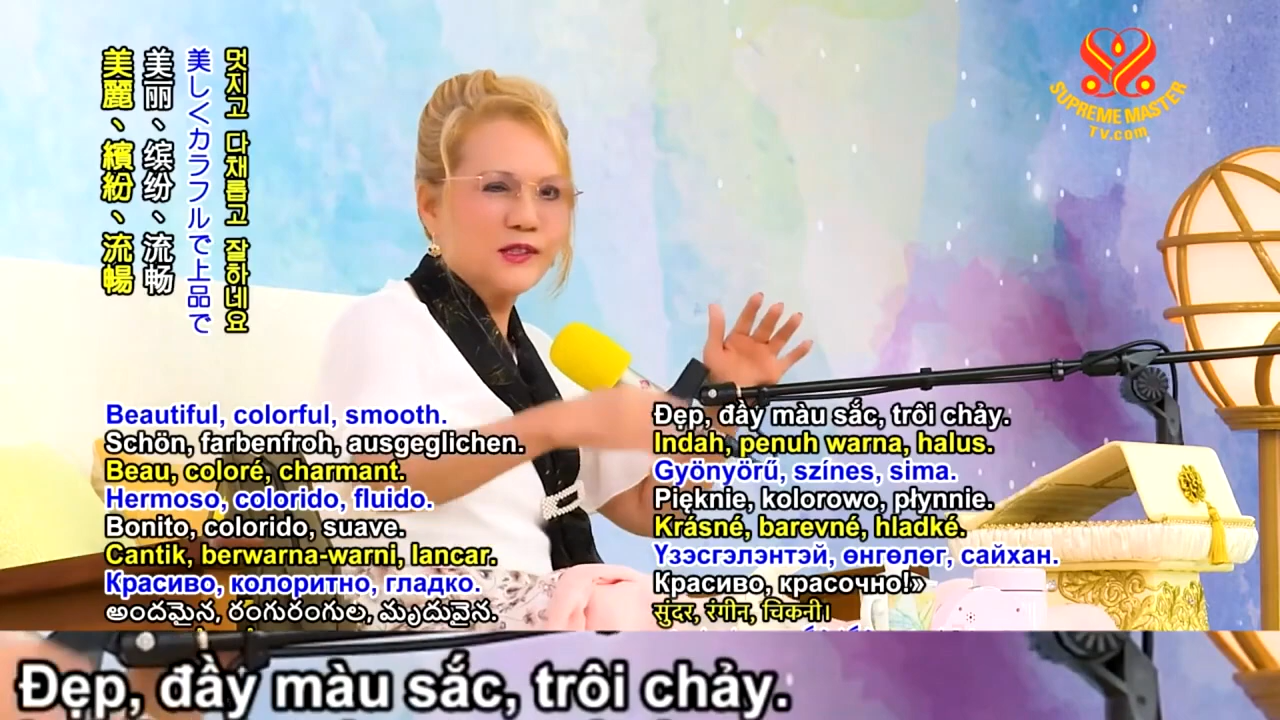 美麗、繽紛、流暢
美丽、缤纷、流畅
美しくカラフルで上品で
멋지고 다채롭고 잘하네요
SUPREME MASTER
TV.com
Beautiful, colorful, smooth.
Schön, farbenfroh, ausgeglichen.
Beau, coloré, charmant.
Hermoso, colorido, fluido.
Bonito, colorido, suave.
Cantik, berwarna-warni, lancar.
Красиво, колоритно, гладко.
అందమైన, రంగురంగుల, మృదువైన.
Đẹp, đầy màu sắc, trôi chảy.
Indah, penuh warna, halus.
Gyönyörű, színes, sima.
Pięknie, kolorowo, płynnie.
Krásné, barevné, hladké.
Үзэсгэлэнтэй, өнгөлөг, сайхан.
Красиво, красочно!»
सुंदर, रंगीन, चिकनी।
Đẹp, đầy màu sắc, trôi chảy.